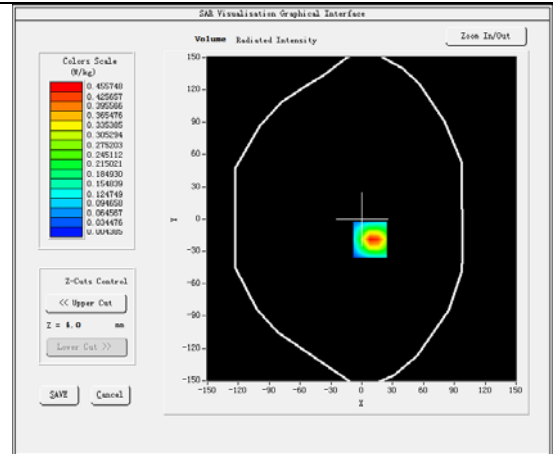 SAR Visualisation Graphical Interface
Volume Radiated Intensity
Zoom In/Out
Colors Scale
(W/kg)
0.455748
0.425657
0.395566
0.365476
0.335385
0.305294
0.275203
0.245112
0.215021
0.184930
0.154839
0.124749
0.094658
0.064567
0.034476
0.004385
Z-Cuts Control
<< Upper Cut
Z = 4.0 mm
Lower Cut >>
SAVE Cancel
150
120
90
60
30
Y 0
-30
-60
-90
-120
-150
-150 -120 -90 -60 -30 0 30 60 90 120 150
X